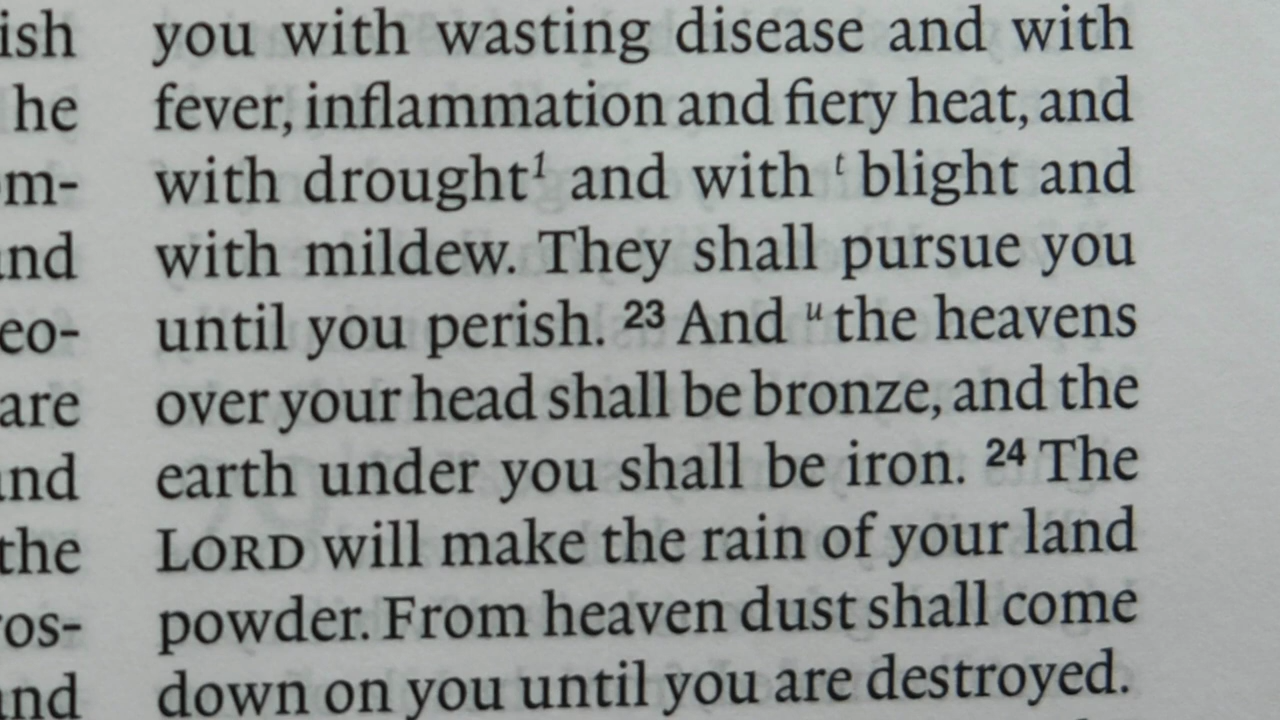 ish
he
m-
nd
eo-
are
and
the
os-
and
you with wasting disease and with
fever, inflammation and fiery heat, and
with drought¹ and with ᵗ blight and
with mildew. They shall pursue you
until you perish. ²³ And ᵘ the heavens
over your head shall be bronze, and the
earth under you shall be iron. ²⁴ The
LORD will make the rain of your land
powder. From heaven dust shall come
down on you until you are destroyed.